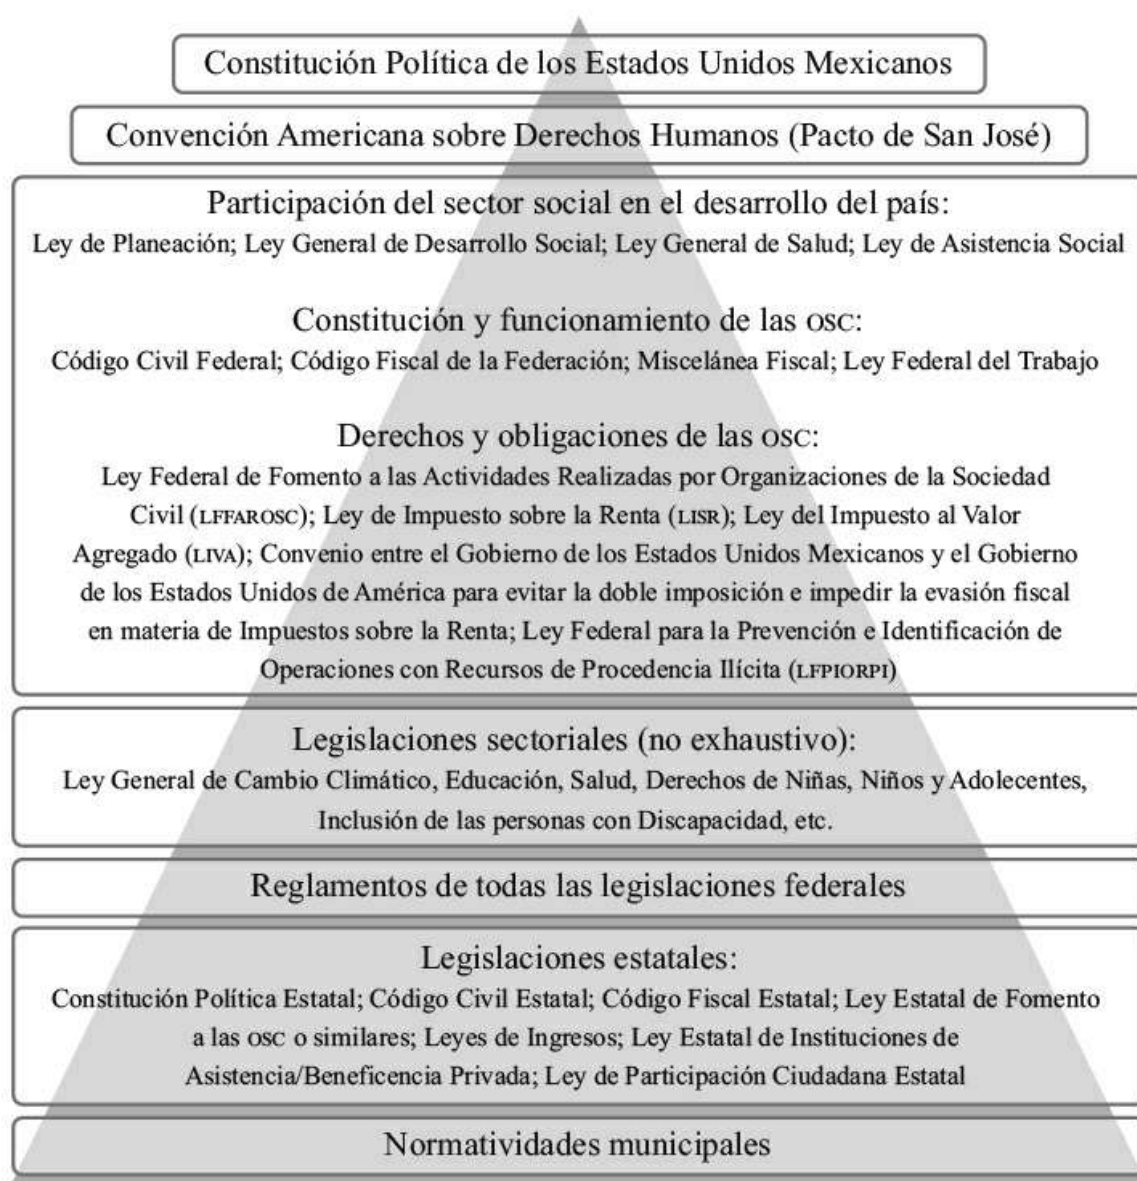 Constitución Política de los Estados Unidos Mexicanos
Convención Americana sobre Derechos Humanos (Pacto de San José)
Participación del sector social en el desarrollo del país:
Ley de Planeación; Ley General de Desarrollo Social; Ley General de Salud; Ley de Asistencia Social
Constitución y funcionamiento de las OSC:
Código Civil Federal; Código Fiscal de la Federación; Miscelánea Fiscal; Ley Federal del Trabajo
Derechos y obligaciones de las OSC:
Ley Federal de Fomento a las Actividades Realizadas por Organizaciones de la Sociedad
Civil (LFFAROSC); Ley de Impuesto sobre la Renta (LISR); Ley del Impuesto al Valor
Agregado (LIVA); Convenio entre el Gobierno de los Estados Unidos Mexicanos y el Gobierno
de los Estados Unidos de América para evitar la doble imposición e impedir la evasión fiscal
en materia de Impuestos sobre la Renta; Ley Federal para la Prevención e Identificación de
Operaciones con Recursos de Procedencia Ilícita (LFPIORPI)
Legislaciones sectoriales (no exhaustivo):
Ley General de Cambio Climático, Educación, Salud, Derechos de Niñas, Niños y Adolecentes,
Inclusión de las personas con Discapacidad, etc.
Reglamentos de todas las legislaciones federales
Legislaciones estatales:
Constitución Política Estatal; Código Civil Estatal; Código Fiscal Estatal; Ley Estatal de Fomento
a las OSC o similares; Leyes de Ingresos; Ley Estatal de Instituciones de
Asistencia/Beneficencia Privada; Ley de Participación Ciudadana Estatal
Normatividades municipales